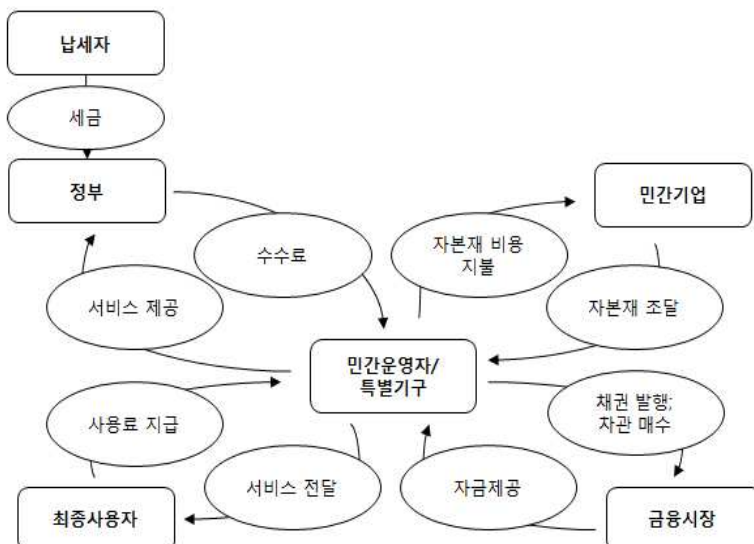 납세자
세금
정부
민간기업
수수료
자본재 비용
지불
서비스 제공
자본재 조달
민간운영자/
특별기구
사용료 지급
채권 발행;
차관 매수
서비스 전달
자금제공
최종사용자
금융시장